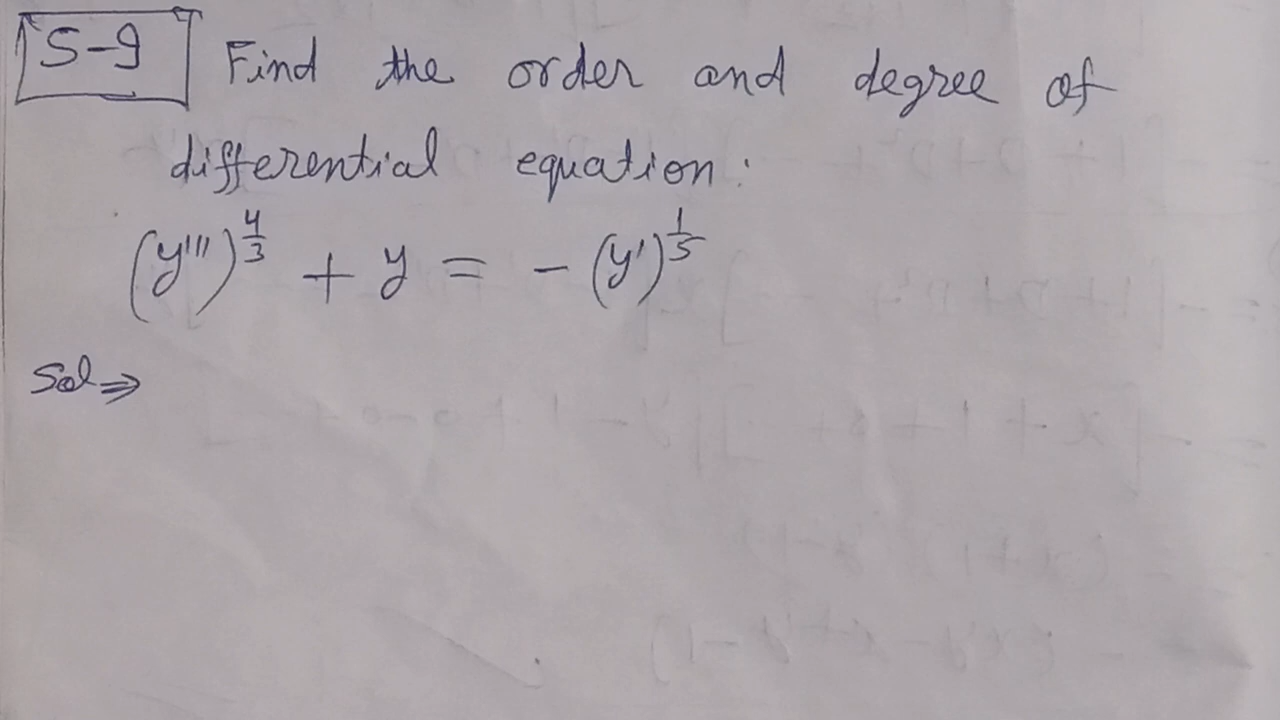 S-9 Find the order and degree of
differential equation:
(y''')^{4/3} + y = - (y')^{1/5}
Sol ⇒